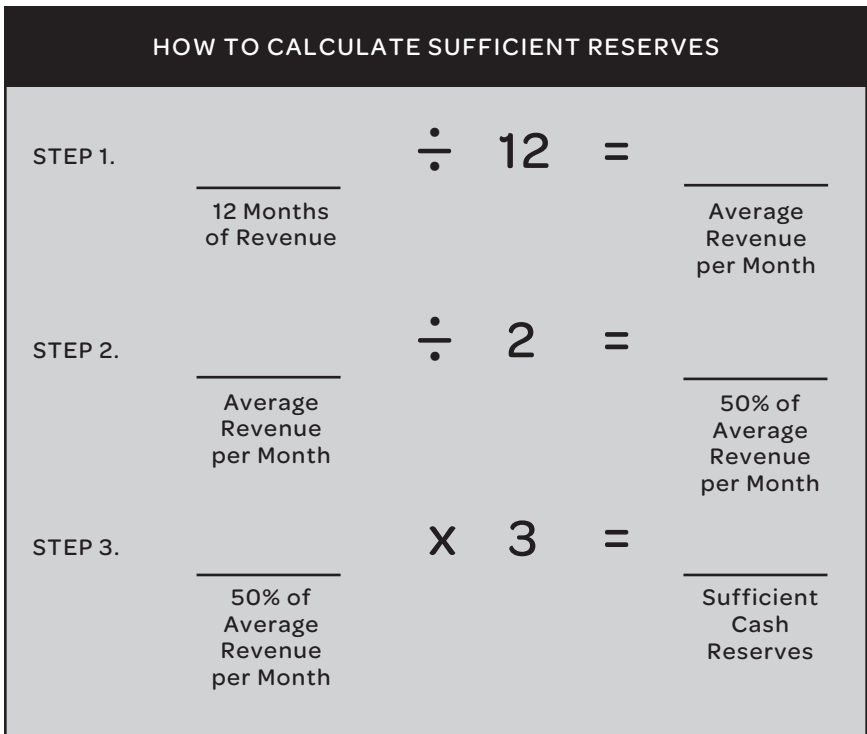 HOW TO CALCULATE SUFFICIENT RESERVES
STEP 1.
÷ 12 =
12 Months
of Revenue
Average
Revenue
per Month
STEP 2.
÷ 2 =
Average
Revenue
per Month
50% of
Average
Revenue
per Month
STEP 3.
x 3 =
50% of
Average
Revenue
per Month
Sufficient
Cash
Reserves